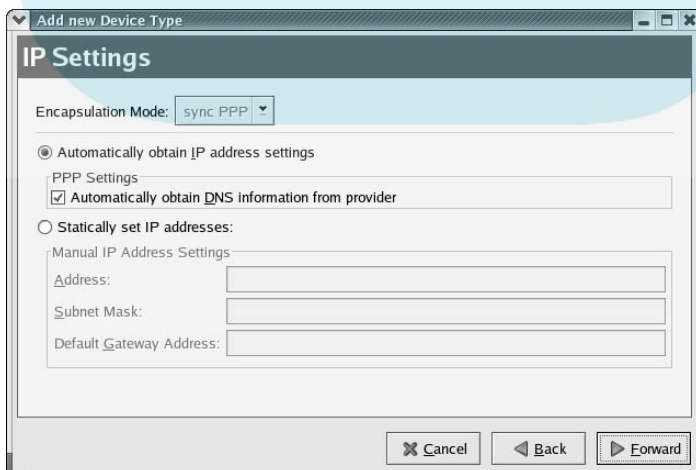 Add new Device Type
IP Settings
Encapsulation Mode: sync PPP
Automatically obtain IP address settings
PPP Settings
Automatically obtain DNS information from provider
Statically set IP addresses:
Manual IP Address Settings
Address:
Subnet Mask:
Default Gateway Address:
Cancel Back Forward